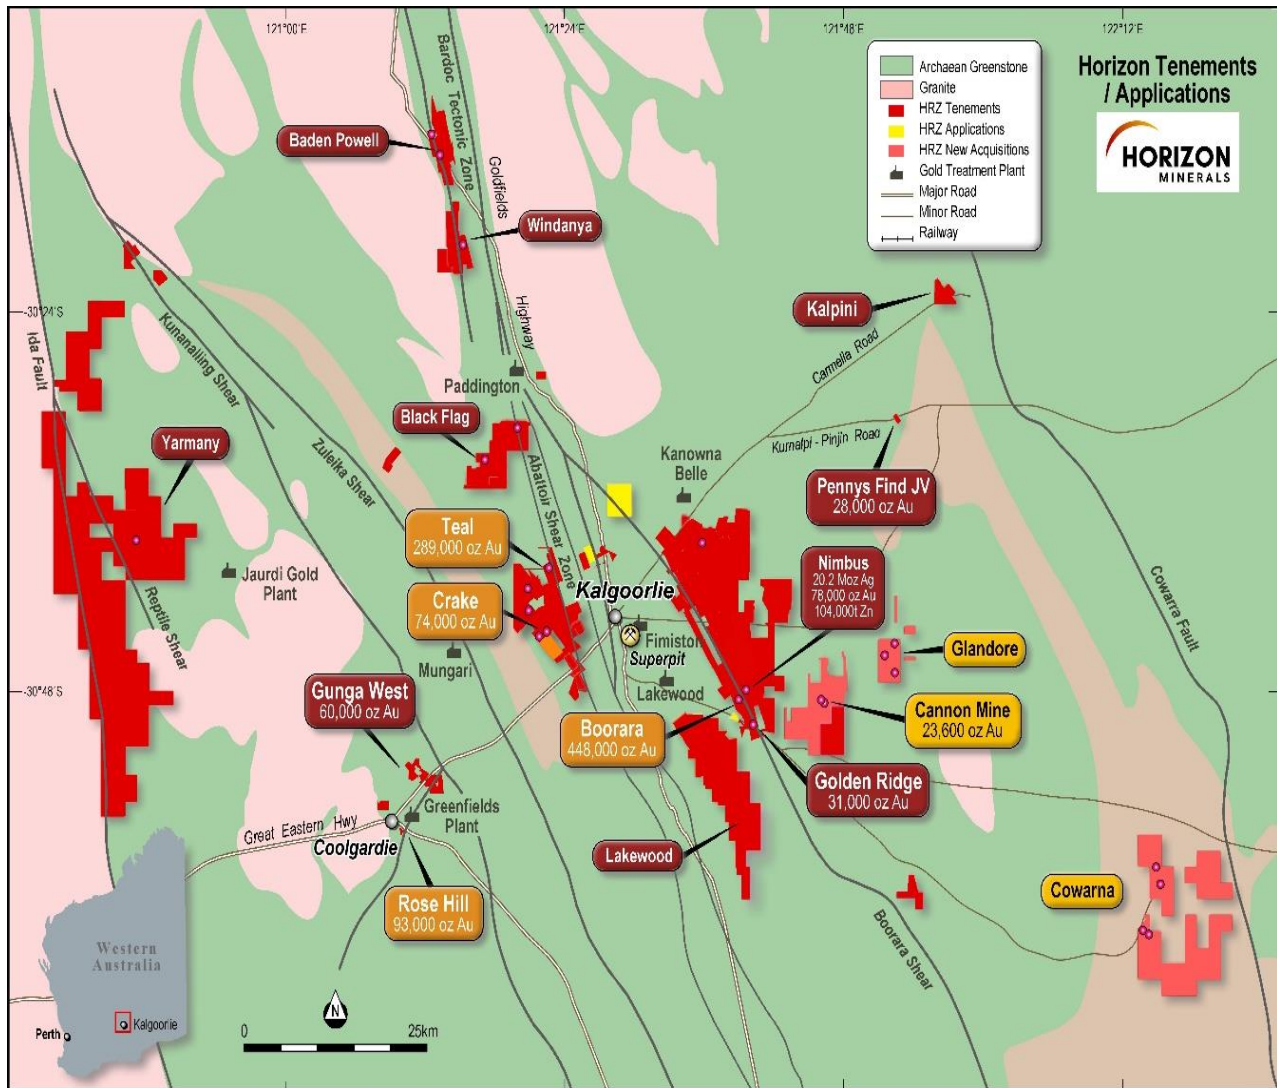 121°00´E
121°24´E
121°48´E
122°12´E
Horizon Tenements
/ Applications
HORIZON
MINERALS
Archaean Greenstone
Granite
HRZ Tenements
HRZ Applications
HRZ New Acquisitions
Gold Treatment Plant
Major Road
Minor Road
Railway
Bardoc Tectonic Zone
Goldfields
Highway
Baden Powell
Windanya
Kalpini
-30°24´S
Ida Fault
Kunanalling Shear
Carmelia Road
Paddington
Black Flag
Yarmany
Zuleika Shear
Abattoir Shear Zone
Kanowna
Belle
Kurnalpi - Pinjin Road
Pennys Find JV
28,000 oz Au
Teal
289,000 oz Au
Nimbus
20.2 Moz Ag
78,000 oz Au
104,000t Zn
Jaurdi Gold
Plant
Reptile Shear
Crake
74,000 oz Au
Kalgoorlie
Fimiston
Superpit
Cowarra Fault
Glandore
Mungari
Lakewood
-30°48´S
Gunga West
60,000 oz Au
Boorara
448,000 oz Au
Cannon Mine
23,600 oz Au
Golden Ridge
31,000 oz Au
Greenfields
Plant
Great Eastern Hwy
Coolgardie
Lakewood
Rose Hill
93,000 oz Au
Cowarna
Boorara Shear
Western
Australia
Perth
Kalgoorlie
N
0
25km